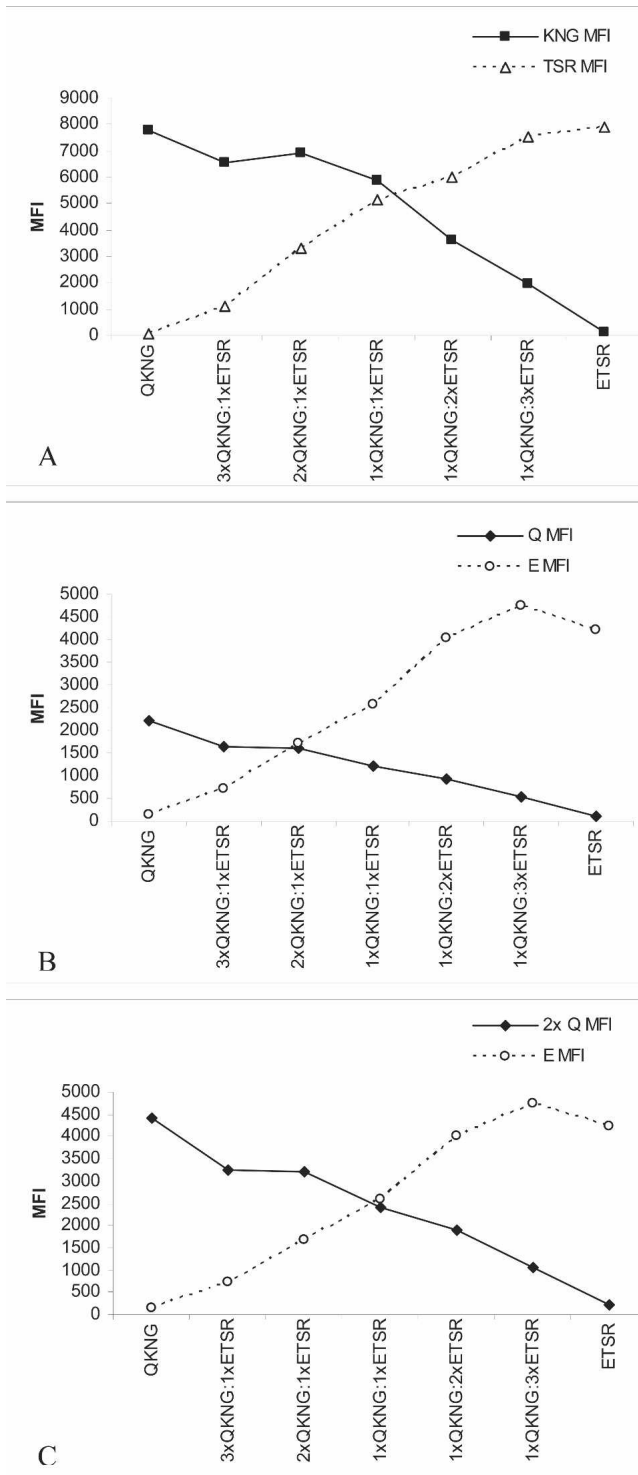 KNG MFI
TSR MFI
9000
8000
7000
6000
5000
4000
3000
2000
1000
0
MFI
QKNG
3xQKNG:1xETSR
2xQKNG:1xETSR
1xQKNG:1xETSR
1xQKNG:2xETSR
1xQKNG:3xETSR
ETSR
A
Q MFI
E MFI
5000
4500
4000
3500
3000
2500
2000
1500
1000
500
0
MFI
QKNG
3xQKNG:1xETSR
2xQKNG:1xETSR
1xQKNG:1xETSR
1xQKNG:2xETSR
1xQKNG:3xETSR
ETSR
B
2x Q MFI
E MFI
5000
4500
4000
3500
3000
2500
2000
1500
1000
500
0
MFI
QKNG
3xQKNG:1xETSR
2xQKNG:1xETSR
1xQKNG:1xETSR
1xQKNG:2xETSR
1xQKNG:3xETSR
ETSR
C